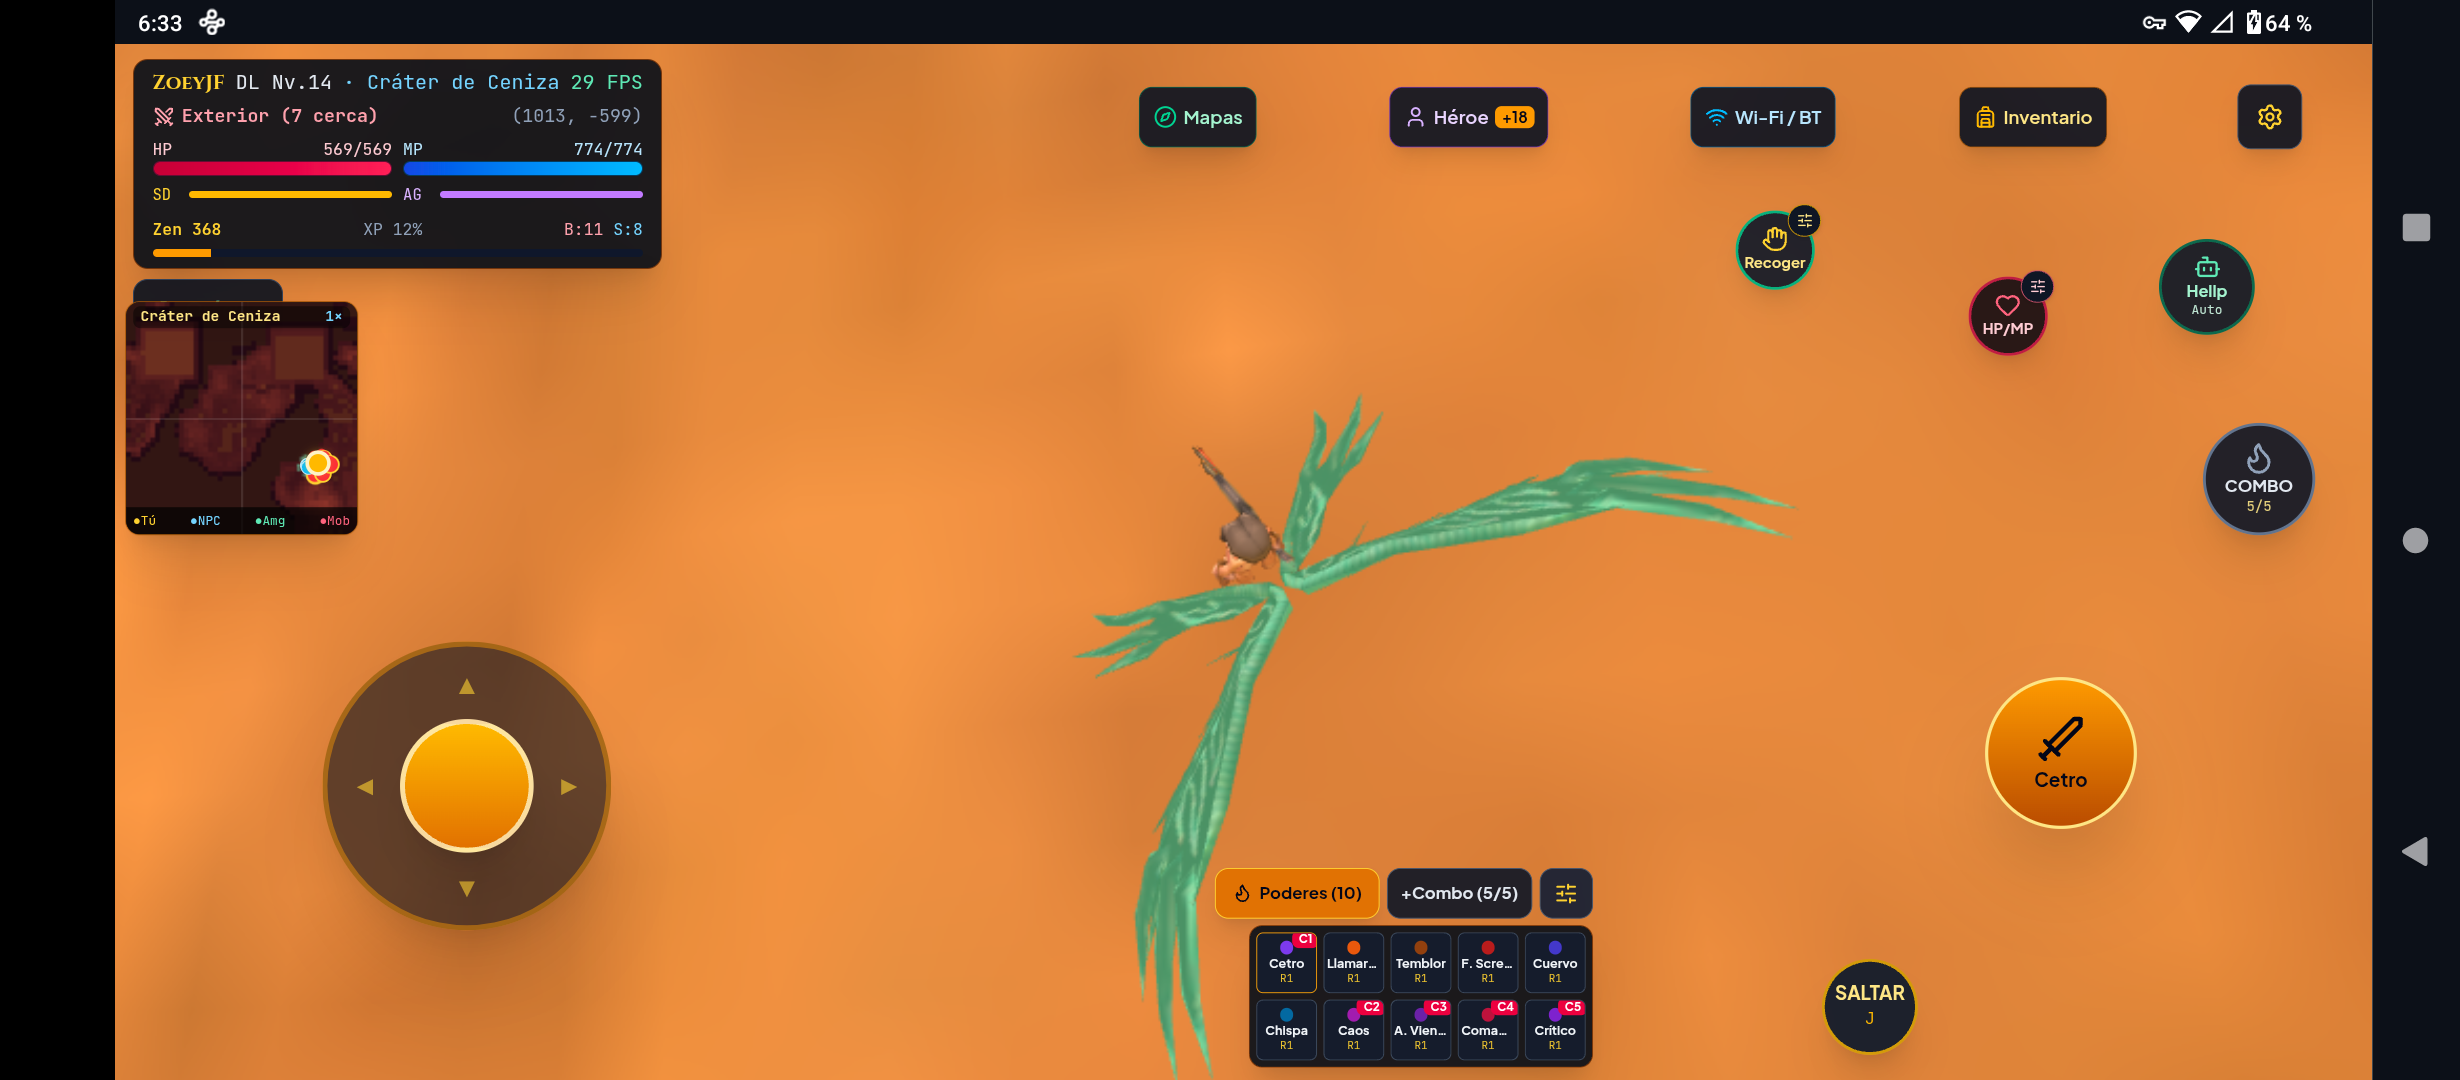 6:33
64 %
ZOEYJF DL Nv.14 · Cráter de Ceniza 29 FPS
Exterior (7 cerca) (1013, -599)
HP 569/569 MP 774/774
SD AG
Zen 368 XP 12% B:11 S:8
Mapas
Héroe +18
Wi-Fi / BT
Inventario
Recoger
HP/MP
Hellp
Auto
Cráter de Ceniza 1×
Tú NPC Amg Mob
COMBO
5/5
Cetro
Poderes (10) +Combo (5/5)
C1
Cetro Llamar... Temblor F. Scre... Cuervo
R1 R1 R1 R1 R1
C2 C3 C4 C5
Chispa Caos A. Vien... Coma... Crítico
R1 R1 R1 R1 R1
SALTAR
J